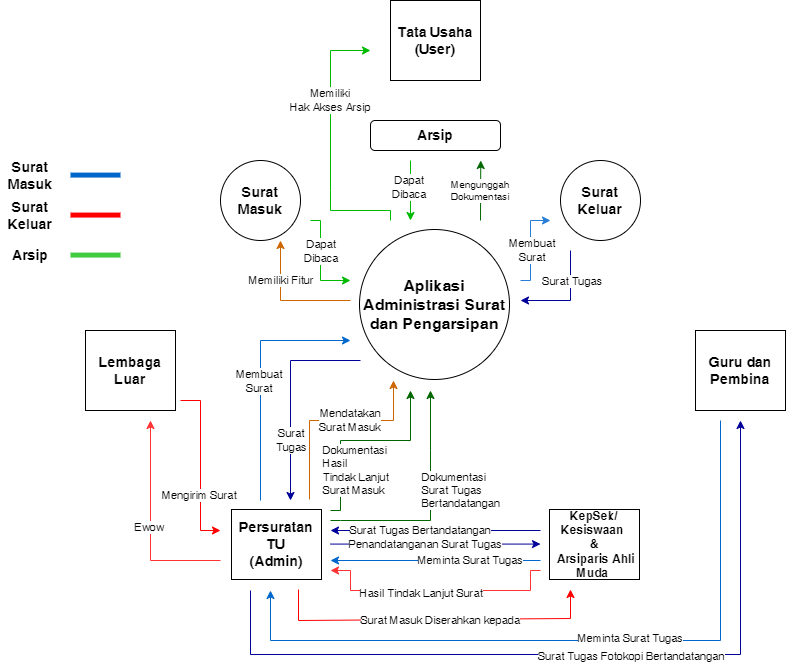 Tata Usaha
(User)
Memiliki
Hak Akses Arsip
Arsip
Surat
Masuk
Surat
Keluar
Arsip
Surat
Masuk
Dapat
Dibaca
Mengunggah
Dokumentasi
Surat
Keluar
Dapat
Dibaca
Membuat
Surat
Memiliki Fitur
Surat Tugas
Aplikasi
Administrasi Surat
dan Pengarsipan
Lembaga
Luar
Guru dan
Pembina
Membuat
Surat
Surat
Tugas
Mendatakan
Surat Masuk
Dokumentasi
Hasil
Tindak Lanjut
Surat Masuk
Dokumentasi
Surat Tugas
Bertandatangan
Mengirim Surat
Ewow
Persuratan
TU
(Admin)
Surat Tugas Bertandatangan
Penandatanganan Surat Tugas
Meminta Surat Tugas
Hasil Tindak Lanjut Surat
Surat Masuk Diserahkan kepada
KepSek/
Kesiswaan
&
Arsiparis Ahli
Muda
Meminta Surat Tugas
Surat Tugas Fotokopi Bertandatangan